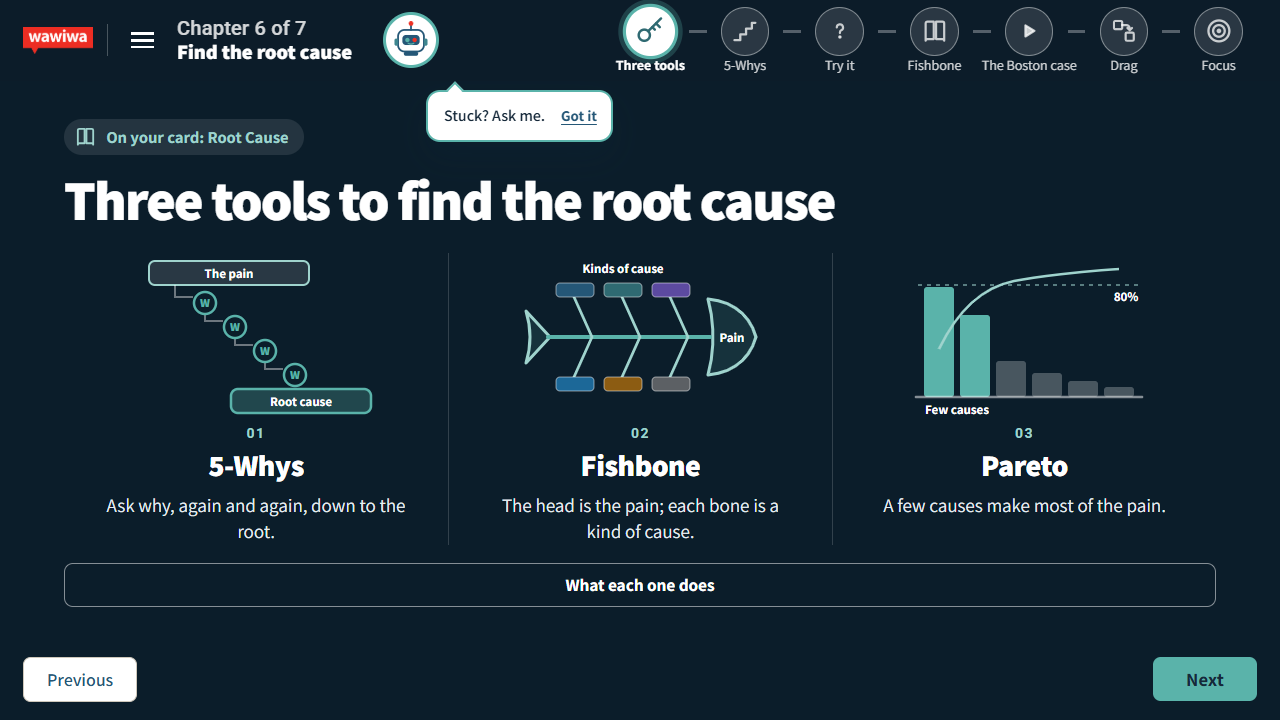 wawiwa
Chapter 6 of 7
Find the root cause
Three tools
5-Whys
?
Try it
Fishbone
The Boston case
Drag
Focus
Stuck? Ask me. Got it
On your card: Root Cause
Three tools to find the root cause
The pain
W
W
W
W
Root cause
01
5-Whys
Ask why, again and again, down to the
root.
Kinds of cause
Pain
02
Fishbone
The head is the pain; each bone is a
kind of cause.
80%
Few causes
03
Pareto
A few causes make most of the pain.
What each one does
Previous
Next